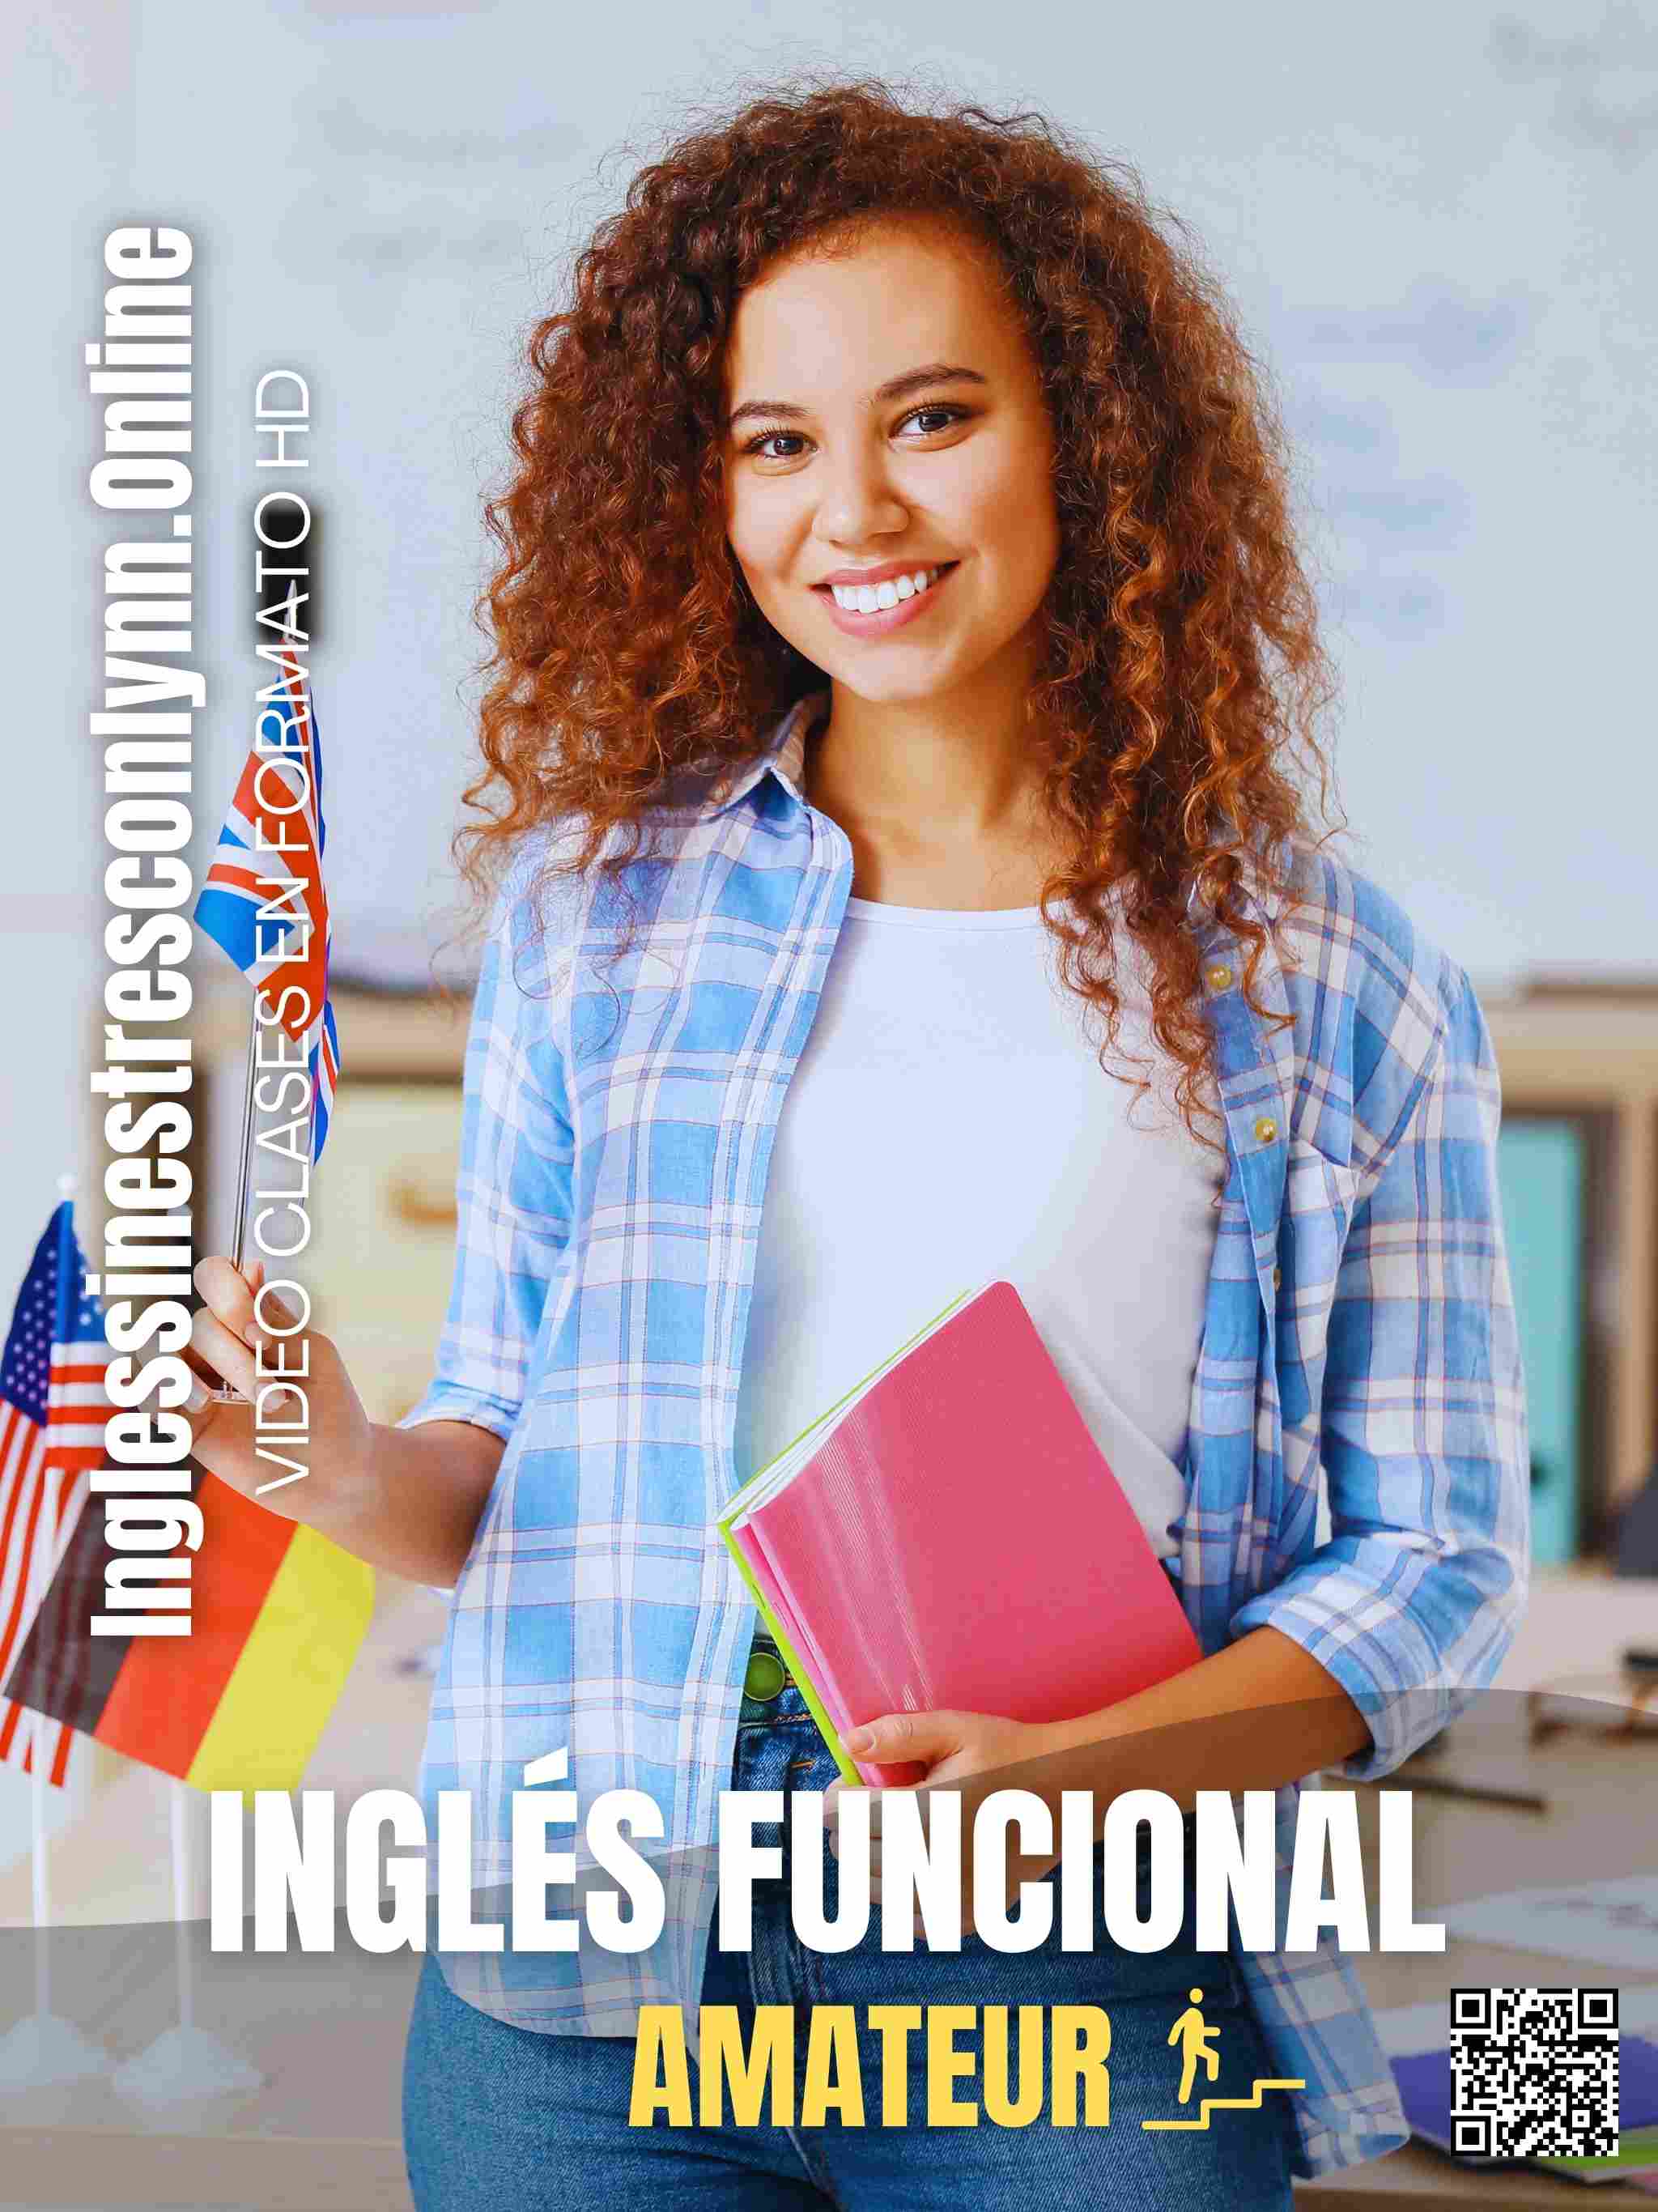 Inglessinestresconlynn.online
VIDEO CLASES EN FORMATO HD
INGLÉS FUNCIONAL
AMATEUR